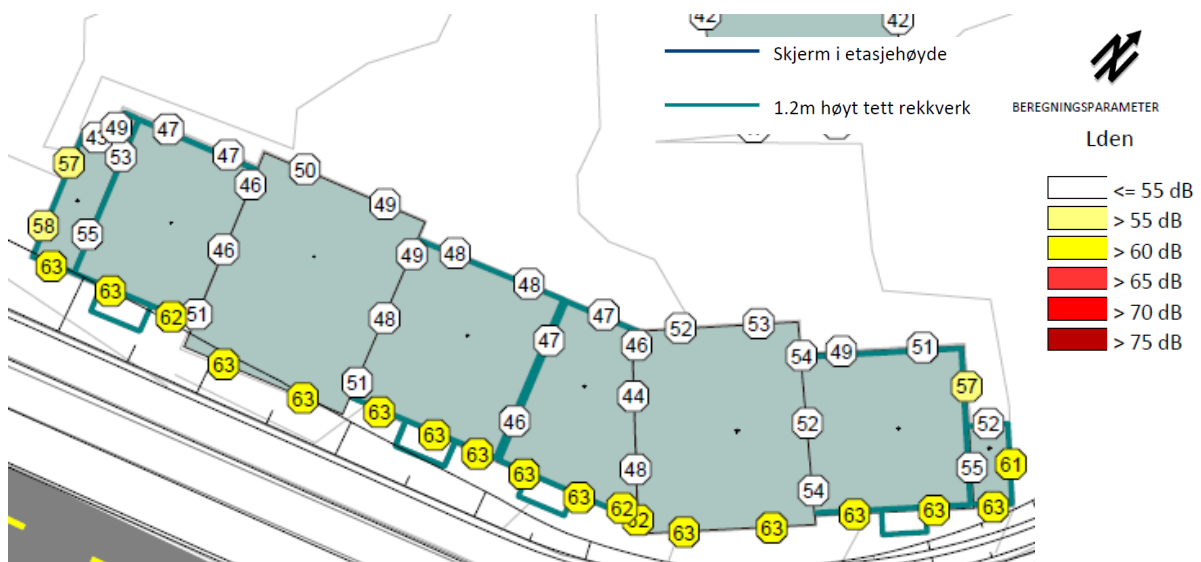 42
42
Skjerm i etasjehøyde
1.2m høyt tett rekkverk
BEREGNINGSPARAMETER
Lden
<= 55 dB
> 55 dB
> 60 dB
> 65 dB
> 70 dB
> 75 dB
43 49 47 47
57 53 46 50 49
58 55 46 49 48 48
63 63 62 51 48 47 47
63 63 51 46 46 52 53
63 63 63 44 54 49 51
63 63 62 48 52 57 52
63 63 54 55 61
63 63 63